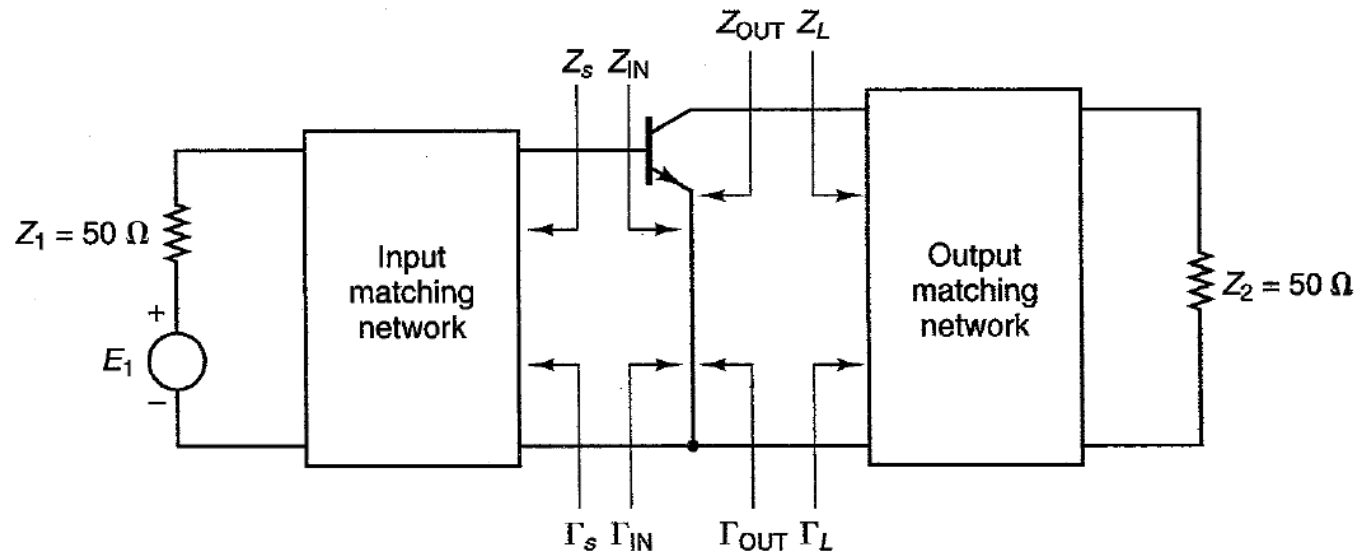 Z_OUT Z_L
Z_s Z_IN
Z_1 = 50 Ω
Input
matching
network
Output
matching
network
Z_2 = 50 Ω
+
E_1
−
Γ_s Γ_IN
Γ_OUT Γ_L